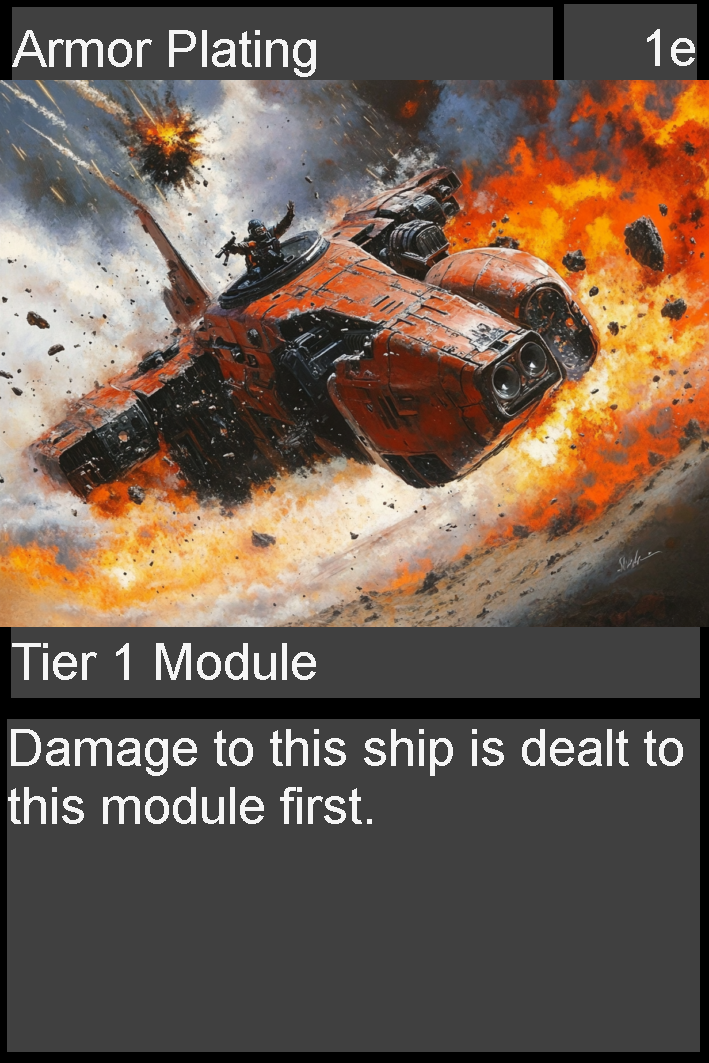 Armor Plating
1e
Tier 1 Module
Damage to this ship is dealt to
this module first.